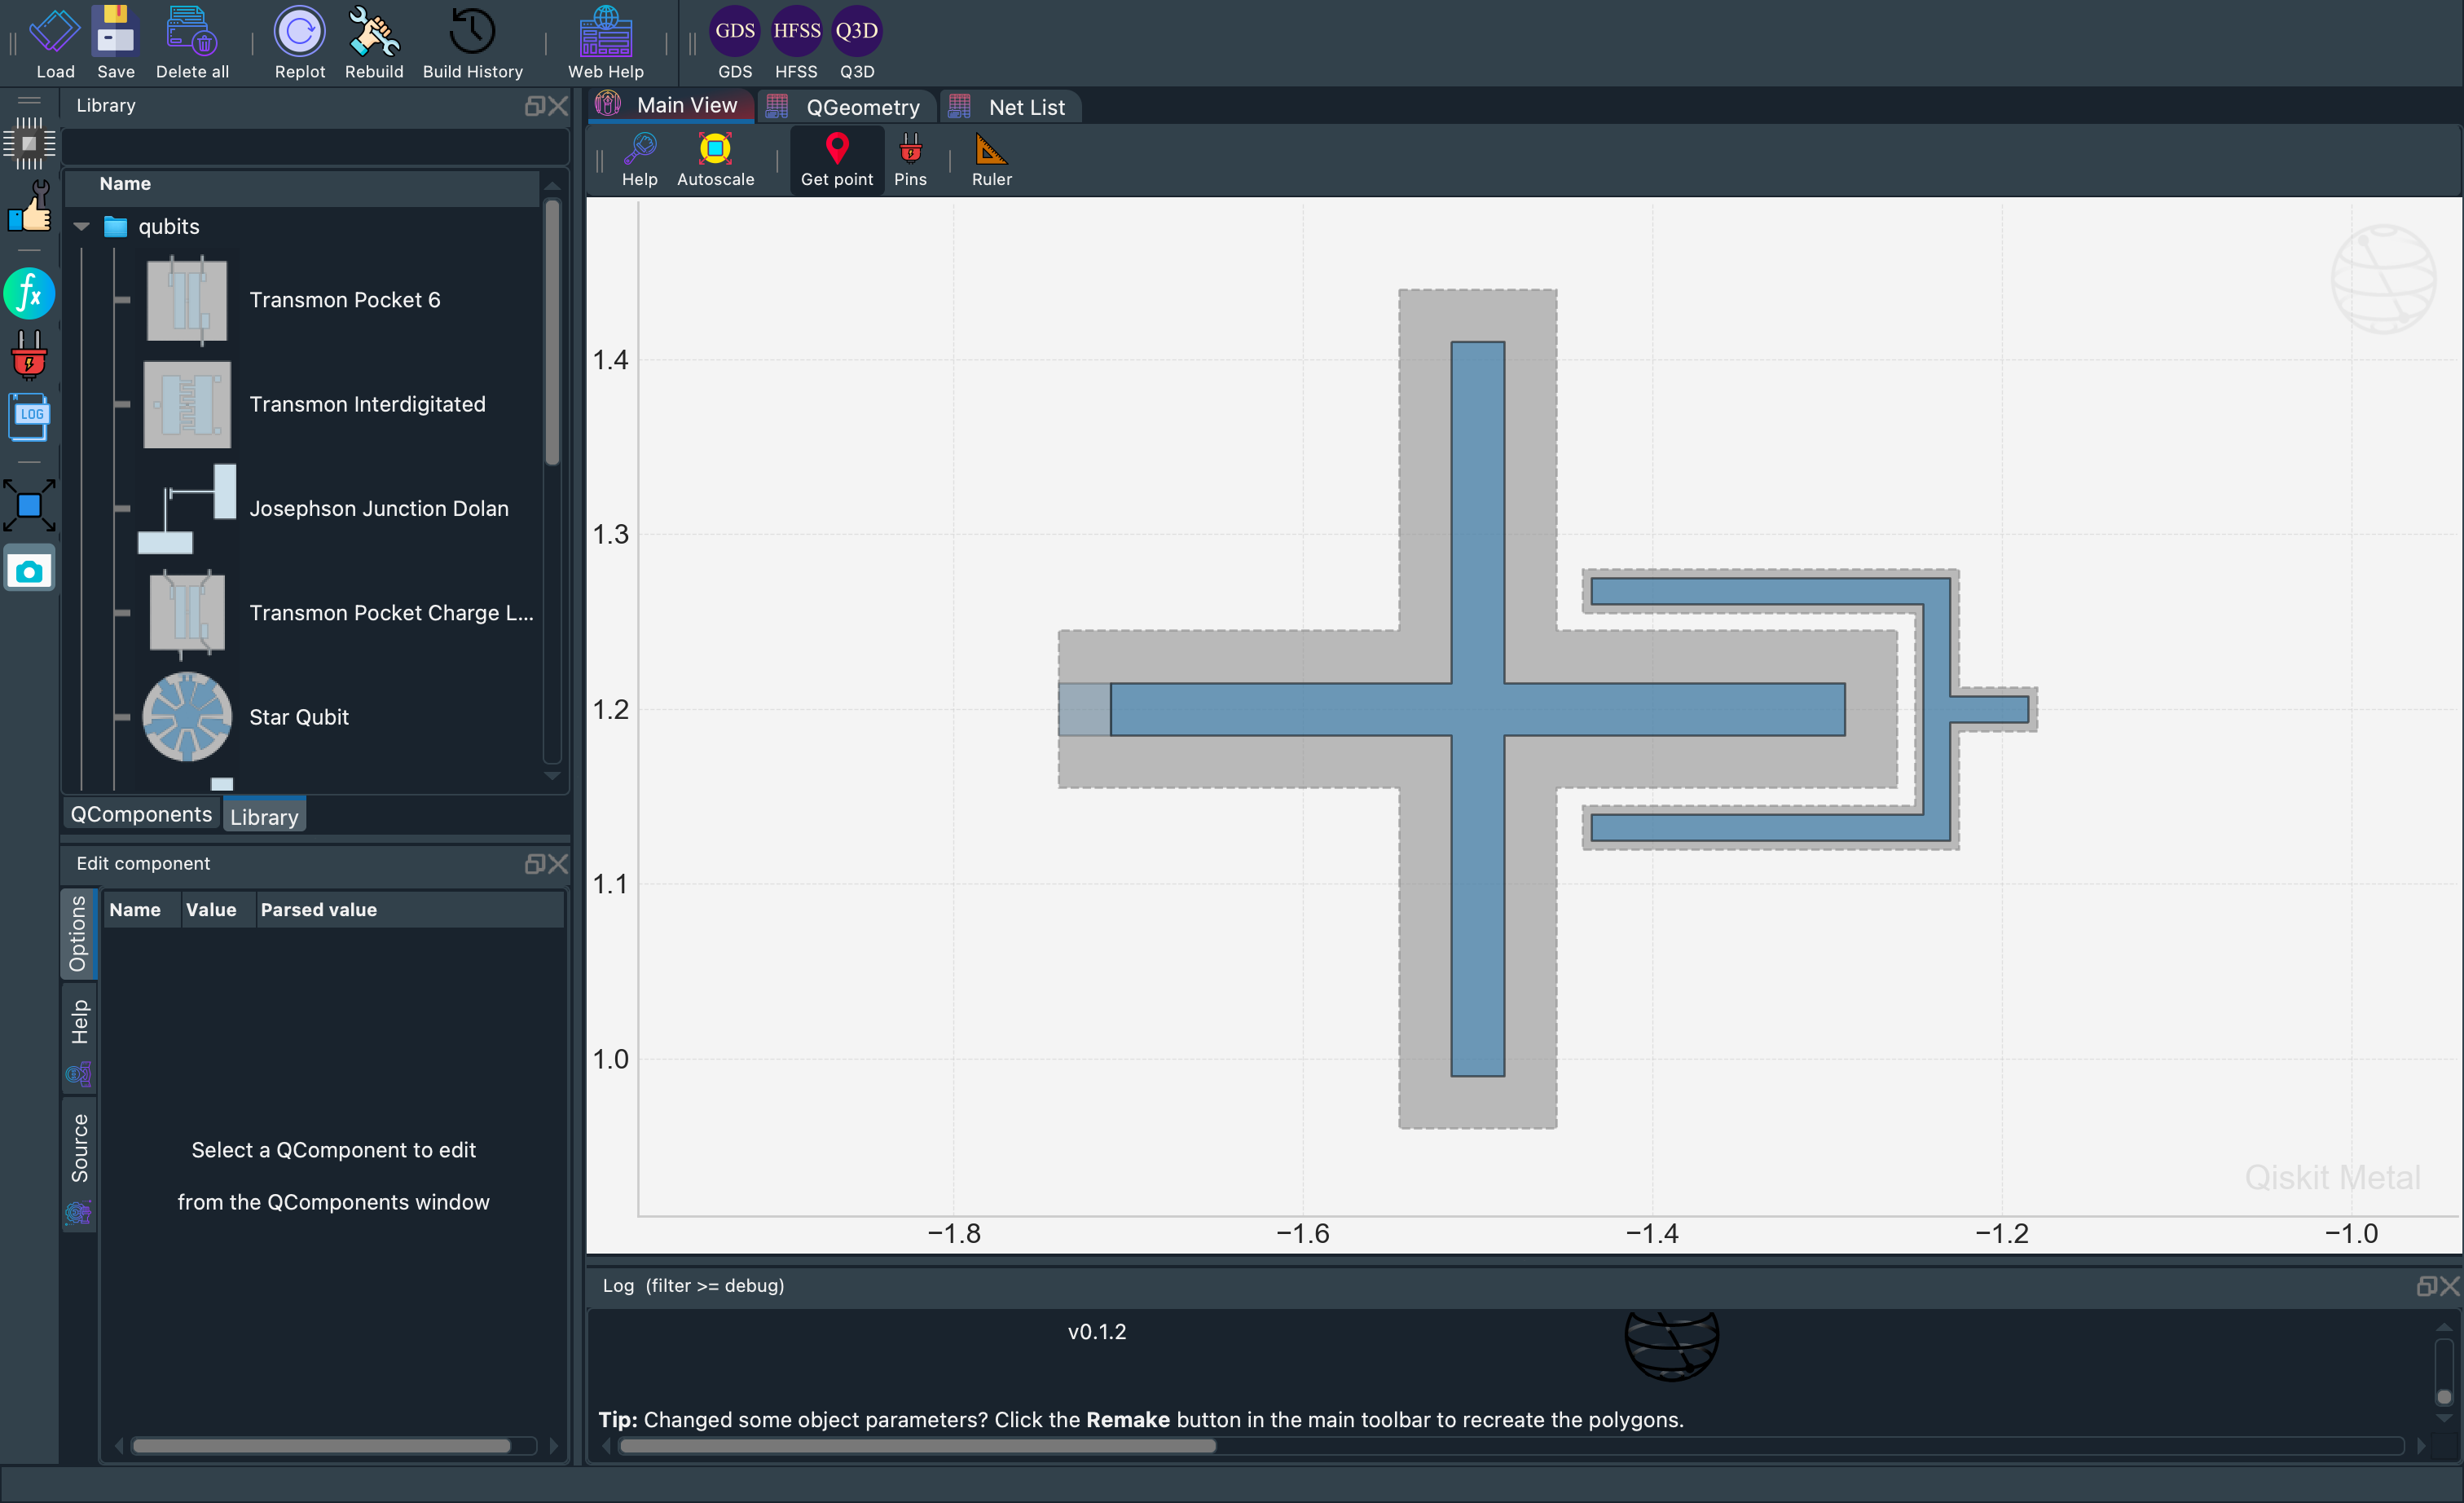 GDS HFSS Q3D
Load Save Delete all Replot Rebuild Build History Web Help GDS HFSS Q3D
Library
Main View QGeometry Net List
Help Autoscale Get point Pins Ruler
Name
qubits
Transmon Pocket 6
Transmon Interdigitated
Josephson Junction Dolan
Transmon Pocket Charge L...
Star Qubit
fx
LOG
QComponents Library
Edit component
Options
Help
Source
Name Value Parsed value
Select a QComponent to edit
from the QComponents window
1.4
1.3
1.2
1.1
1.0
−1.8 −1.6 −1.4 −1.2 −1.0
Qiskit Metal
Log (filter >= debug)
v0.1.2
Tip: Changed some object parameters? Click the Remake button in the main toolbar to recreate the polygons.